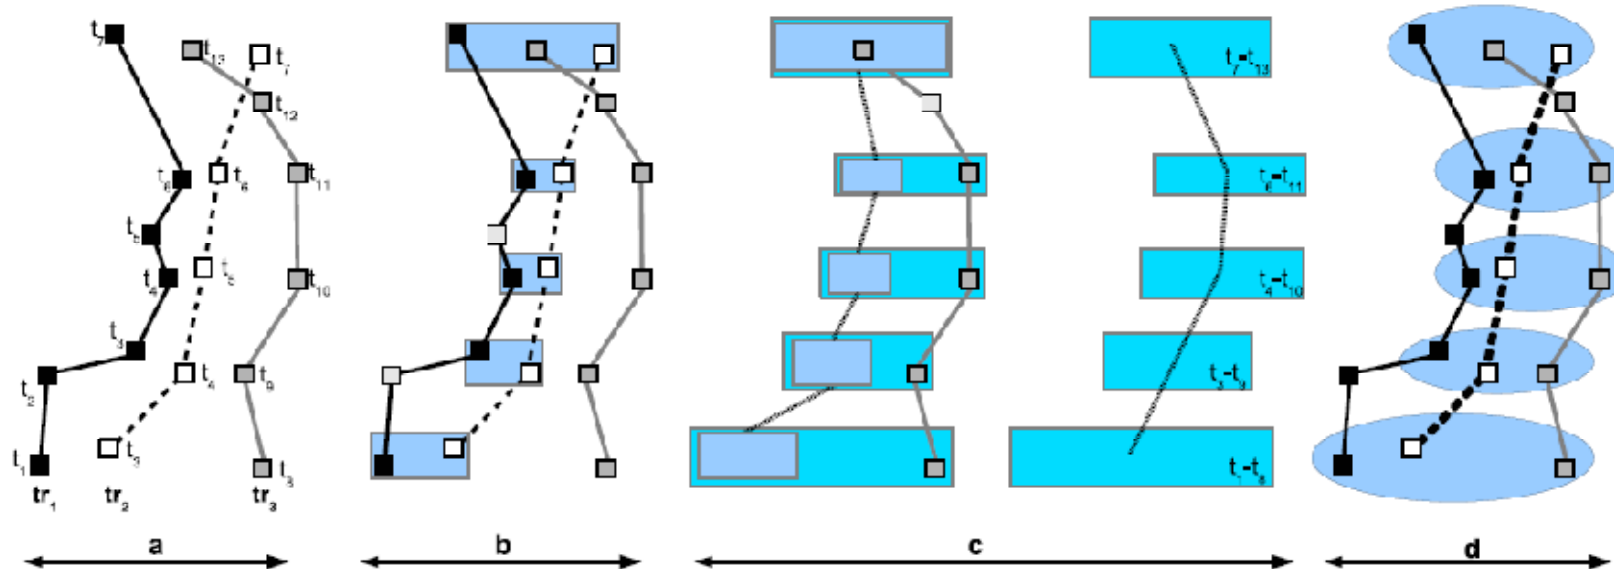 t₇
t₁₃
t₇
t₁₂
t₆
t₆
t₁₁
t₅
t₅
t₄
t₁₀
t₃
t₄
t₉
t₂
t₃
t₁
t₈
tr₁
tr₂
tr₃
a
b
t₇-t₁₃
t₆-t₁₁
t₄-t₁₀
t₃-t₉
t₁-t₈
c
d